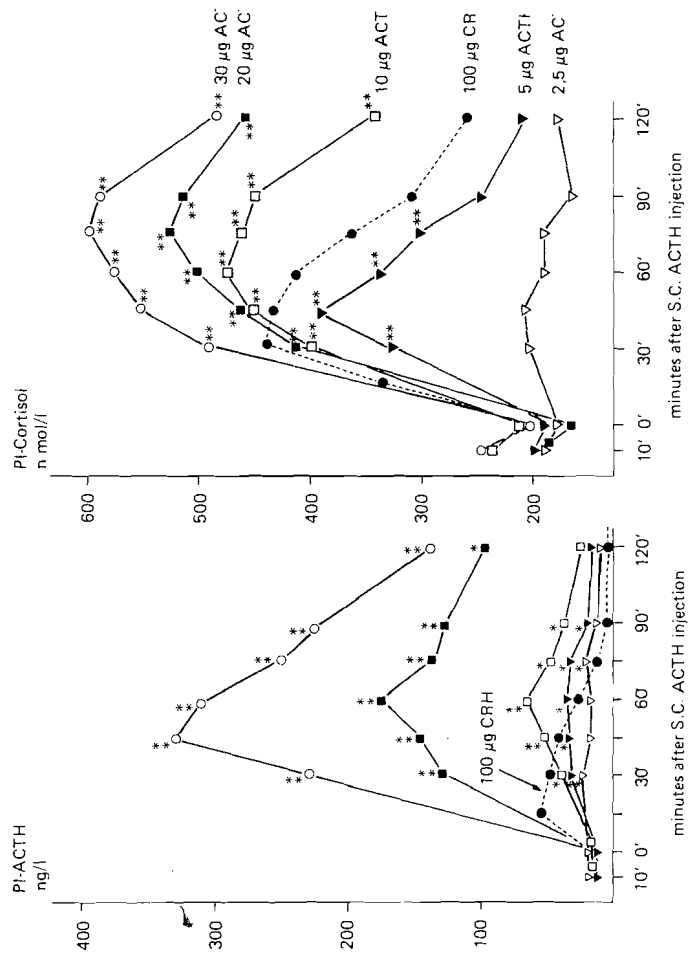 Pl-Cortisol
n mol/l
600
500
400
300
200
10' 0' 30' 60' 90' 120'
minutes after S.C. ACTH injection
30 µg AC
20 µg AC
10 µg ACT
100 µg CR
5 µg ACTH
2,5 µg AC
Pl-ACTH
ng/l
400
300
200
100
100 µg CRH
10' 0' 30' 60' 90' 120'
minutes after S.C. ACTH injection